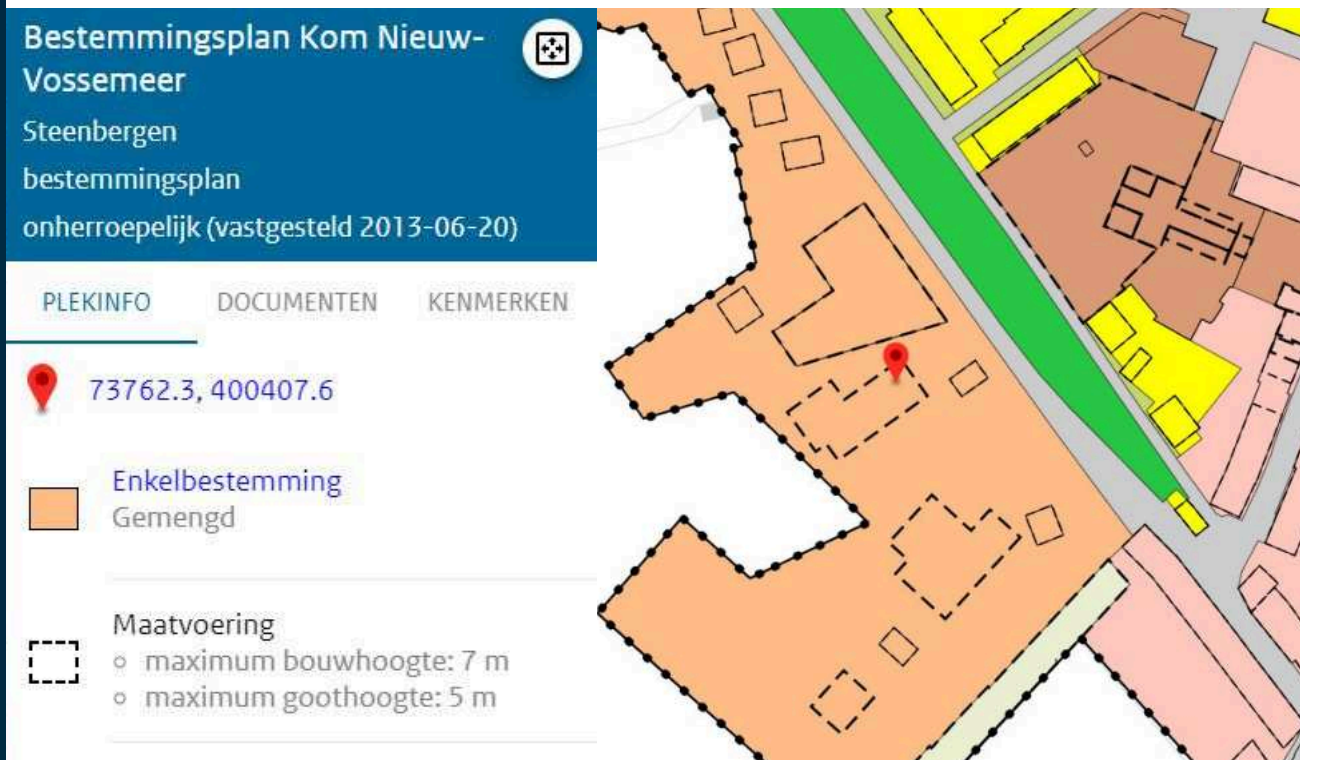 Bestemmingsplan Kom Nieuw-
Vossemeer
Steenbergen
bestemmingsplan
onherroepelijk (vastgesteld 2013-06-20)
PLEKINFO DOCUMENTEN KENMERKEN
73762.3, 400407.6
Enkelbestemming
Gemengd
Maatvoering
○ maximum bouwhoogte: 7 m
○ maximum goothoogte: 5 m